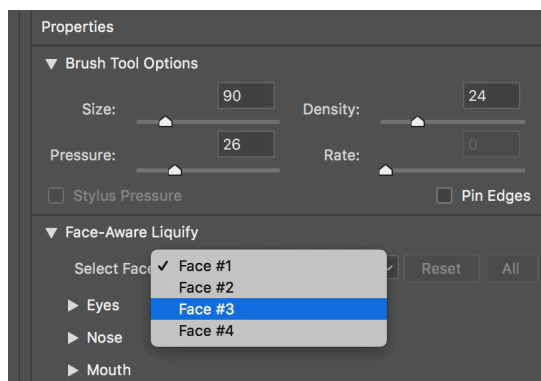 Properties
Brush Tool Options
Size: 90 Density: 24
Pressure: 26 Rate: 0
Stylus Pressure Pin Edges
Face-Aware Liquify
Select Face Face #1 Reset All
Face #2
Eyes
Face #3
Nose
Face #4
Mouth